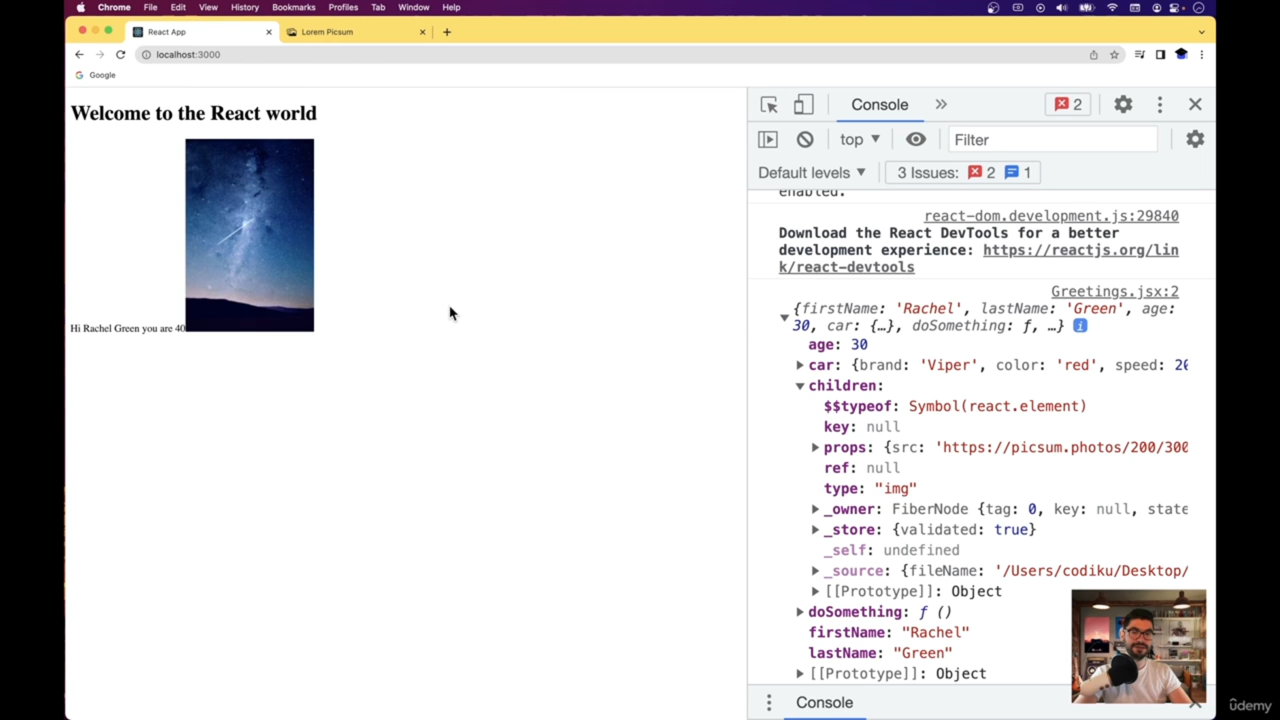 Chrome File Edit View History Bookmarks Profiles Tab Window Help
React App
Lorem Picsum
localhost:3000
Google
Welcome to the React world
Hi Rachel Green you are 40
Console
2
top
Filter
Default levels
3 Issues: 2 1
enabled.
react-dom.development.js:29840
Download the React DevTools for a better
development experience: https://reactjs.org/lin
k/react-devtools
Greetings.jsx:2
{firstName: 'Rachel', lastName: 'Green', age:
30, car: {…}, doSomething: ƒ, …}
age: 30
car: {brand: 'Viper', color: 'red', speed: 20
children:
$$typeof: Symbol(react.element)
key: null
props: {src: 'https://picsum.photos/200/300
ref: null
type: "img"
_owner: FiberNode {tag: 0, key: null, state
_store: {validated: true}
_self: undefined
_source: {fileName: '/Users/codiku/Desktop/
[[Prototype]]: Object
doSomething: ƒ ()
firstName: "Rachel"
lastName: "Green"
[[Prototype]]: Object
Console
ûdemy